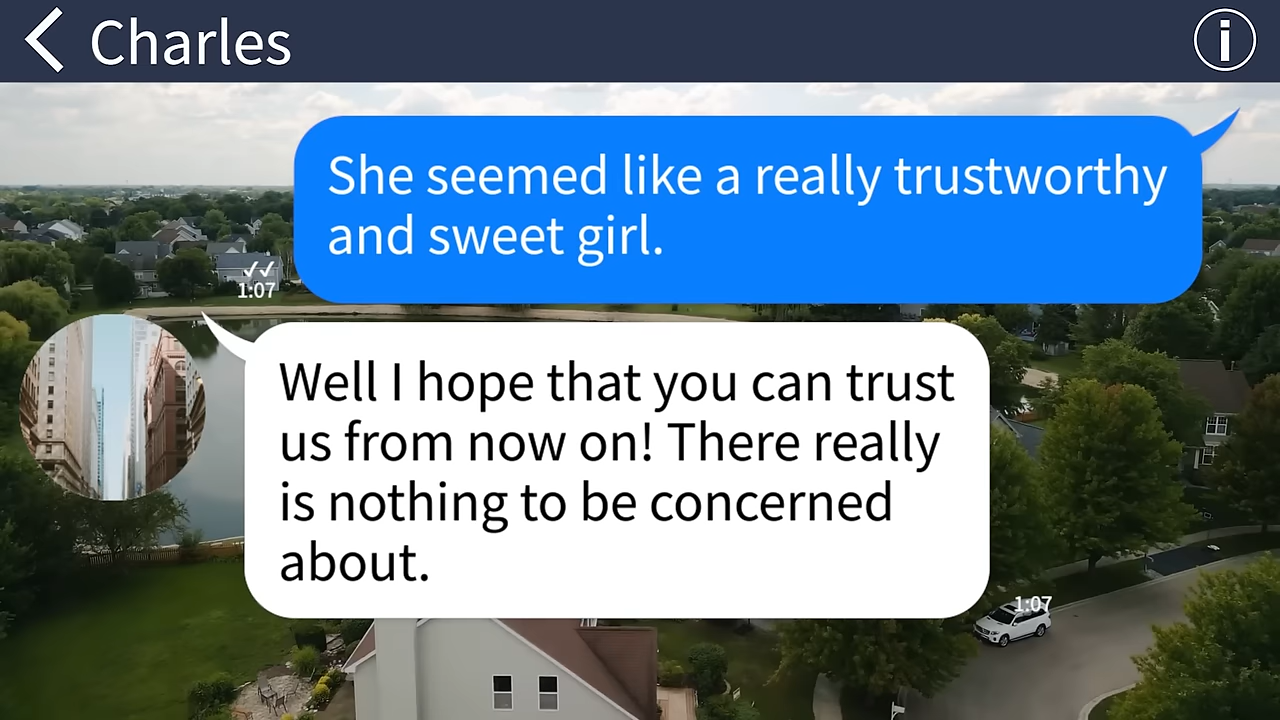 Charles
She seemed like a really trustworthy
and sweet girl.
✓✓
1:07
Well I hope that you can trust
us from now on! There really
is nothing to be concerned
about.
1:07